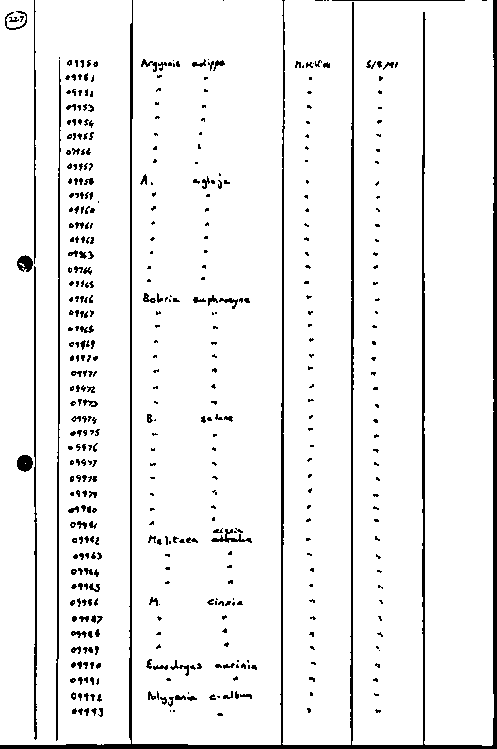 227
09950 Argynnis adippe M. Rich 5/8/91
09951 " " " "
09952 " " " "
09953 " " " "
09954 " " " "
09955 " " " "
09956 " " " "
09957 " " " "
09958 A. aglaja " "
09959 " " " "
09960 " " " "
09961 " " " "
09962 " " " "
09963 " " " "
09964 " " " "
09965 " " " "
09966 Boloria euphrosyne " "
09967 " " " "
09968 " " " "
09969 " " " "
09970 " " " "
09971 " " " "
09972 " " " "
09973 " " " "
09974 B. selene " "
09975 " " " "
09976 " " " "
09977 " " " "
09978 " " " "
09979 " " " "
09980 " " " "
09981 " " " "
09982 Melitaea athalia " "
09983 " " " "
09984 " " " "
09985 " " " "
09986 M. cinxia " "
09987 " " " "
09988 " " " "
09989 " " " "
09990 Eurodryas aurinia " "
09991 " " " "
09992 Polygonia c-album " "
09993 " " " "